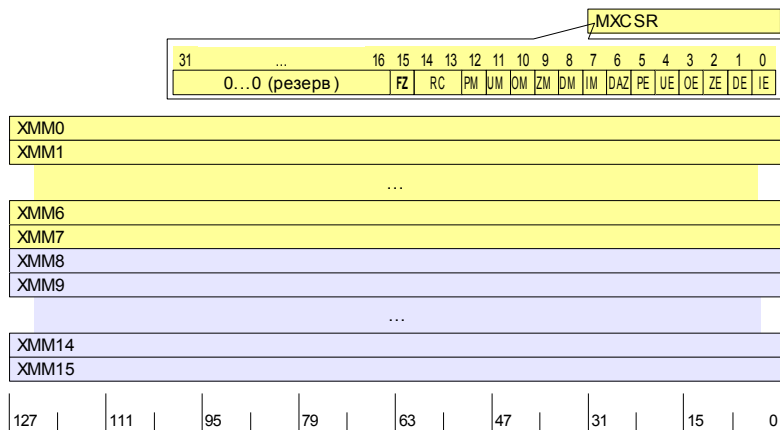 MXCSR
31 ... 16 15 14 13 12 11 10 9 8 7 6 5 4 3 2 1 0
0...0 (резерв) FZ RC PM UM OM ZM DM IM DAZ PE UE OE ZE DE IE
XMM0
XMM1
...
XMM6
XMM7
XMM8
XMM9
...
XMM14
XMM15
127 111 95 79 63 47 31 15 0